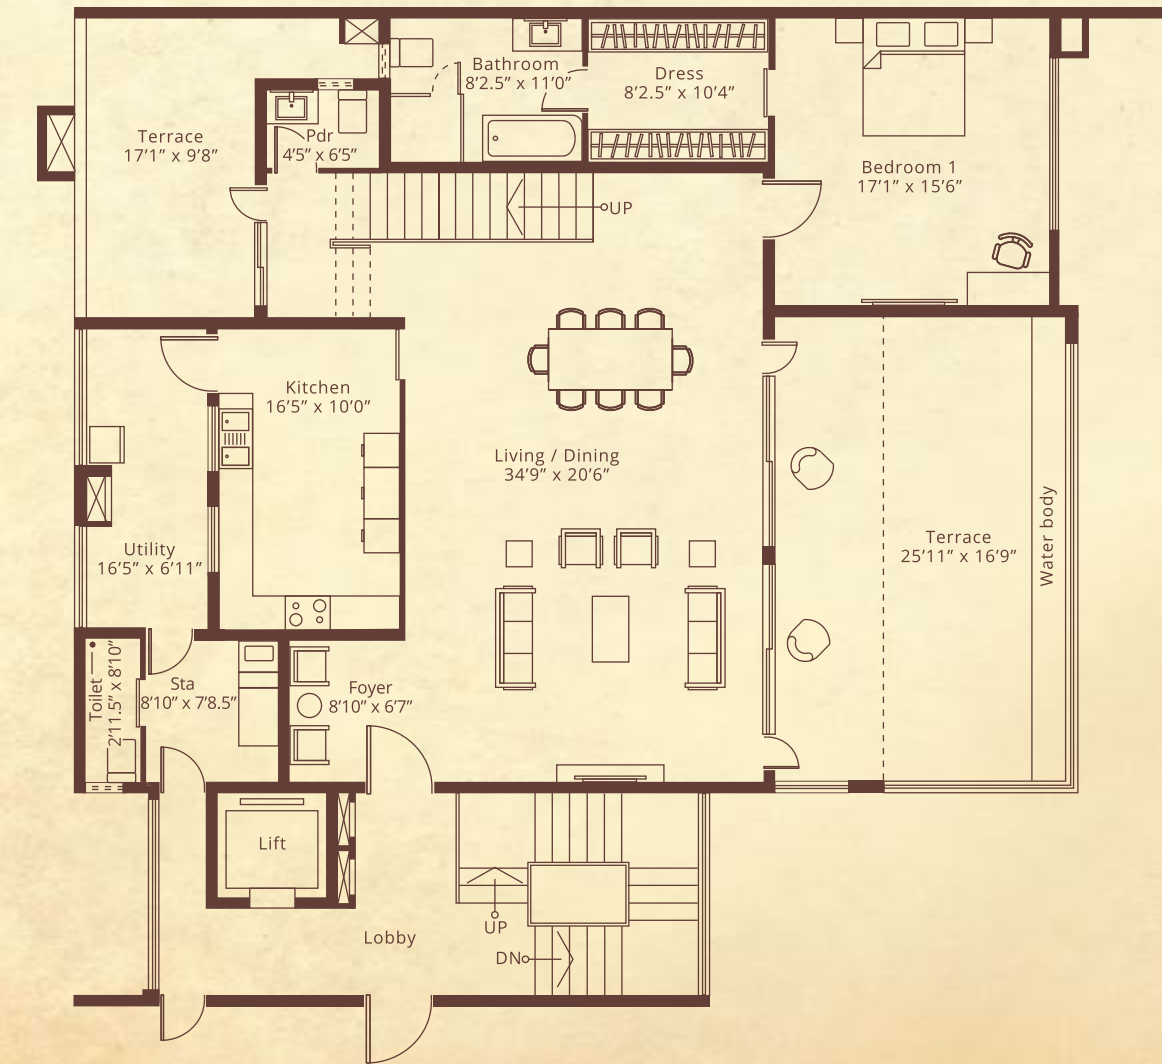 Bathroom
8’2.5” x 11’0”
Dress
8’2.5” x 10’4”
Terrace
17’1” x 9’8”
Pdr
4’5” x 6’5”
Bedroom 1
17’1” x 15’6”
UP
Kitchen
16’5” x 10’0”
Living / Dining
34’9” x 20’6”
Utility
16’5” x 6’11”
Terrace
25’11” x 16’9”
Water body
Toilet
2’11.5” x 8’10”
Sta
8’10” x 7’8.5”
Foyer
8’10” x 6’7”
Lift
Lobby
UP
DN